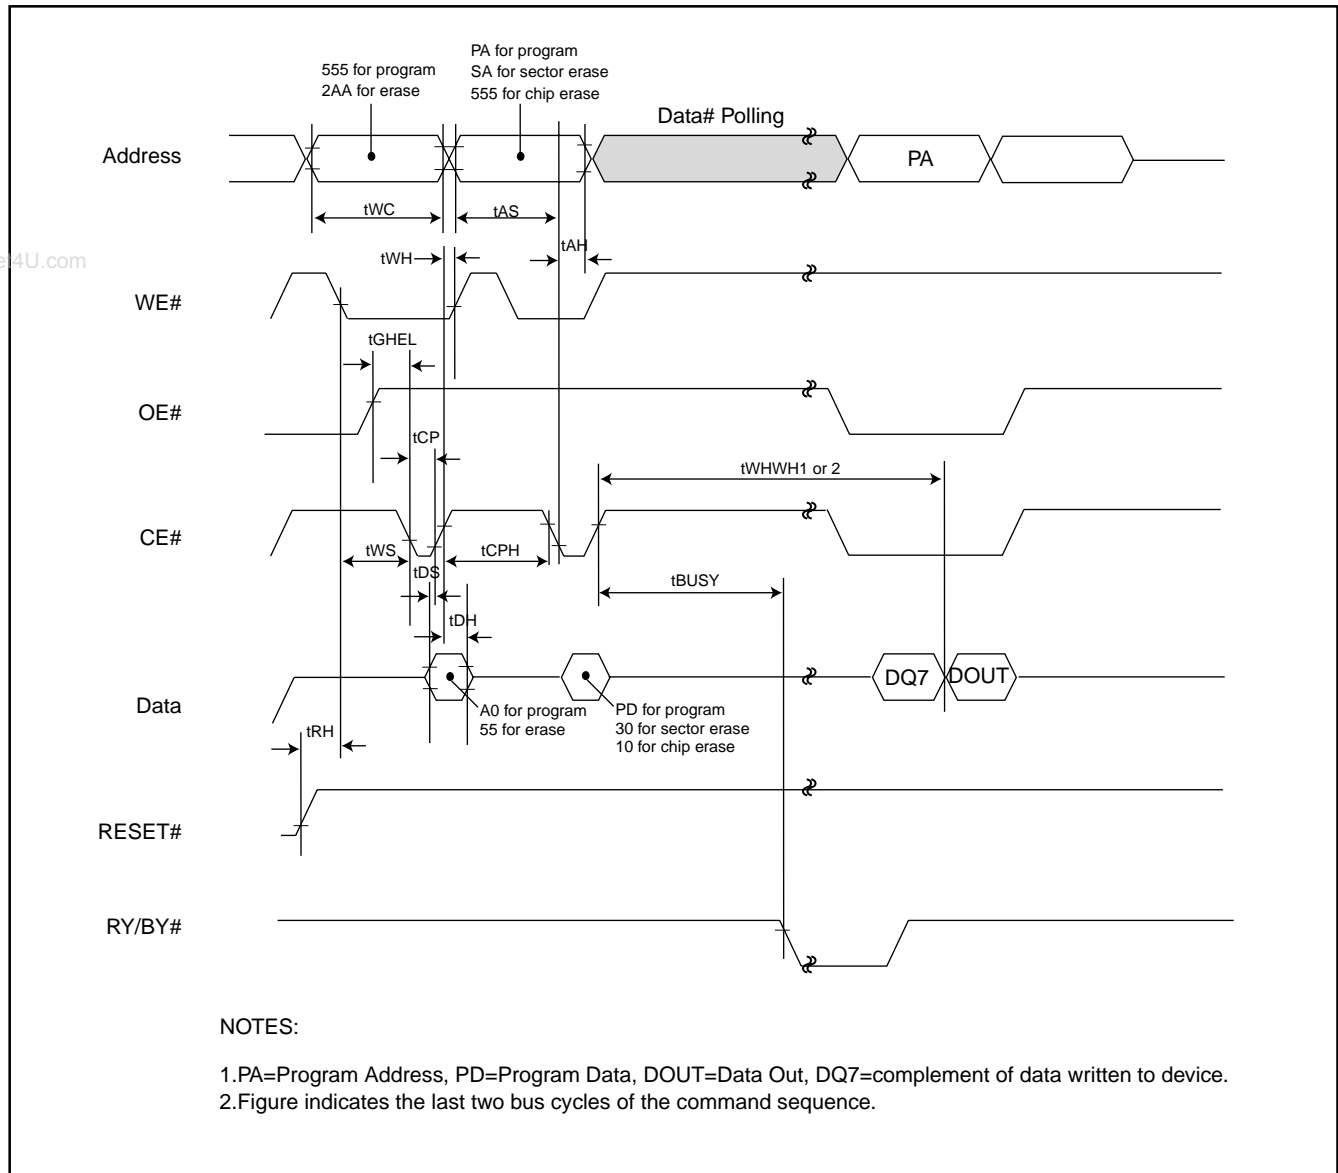 555 for program
2AA for erase
PA for program
SA for sector erase
555 for chip erase
Data# Polling
Address
PA
tWC
tAS
tAH
et4U.com
tWH
WE#
tGHEL
OE#
tCP
tWHWH1 or 2
CE#
tWS
tCPH
tDS
tBUSY
tDH
DQ7
DOUT
Data
A0 for program
55 for erase
PD for program
30 for sector erase
10 for chip erase
tRH
RESET#
RY/BY#
NOTES:
1.PA=Program Address, PD=Program Data, DOUT=Data Out, DQ7=complement of data written to device.
2.Figure indicates the last two bus cycles of the command sequence.